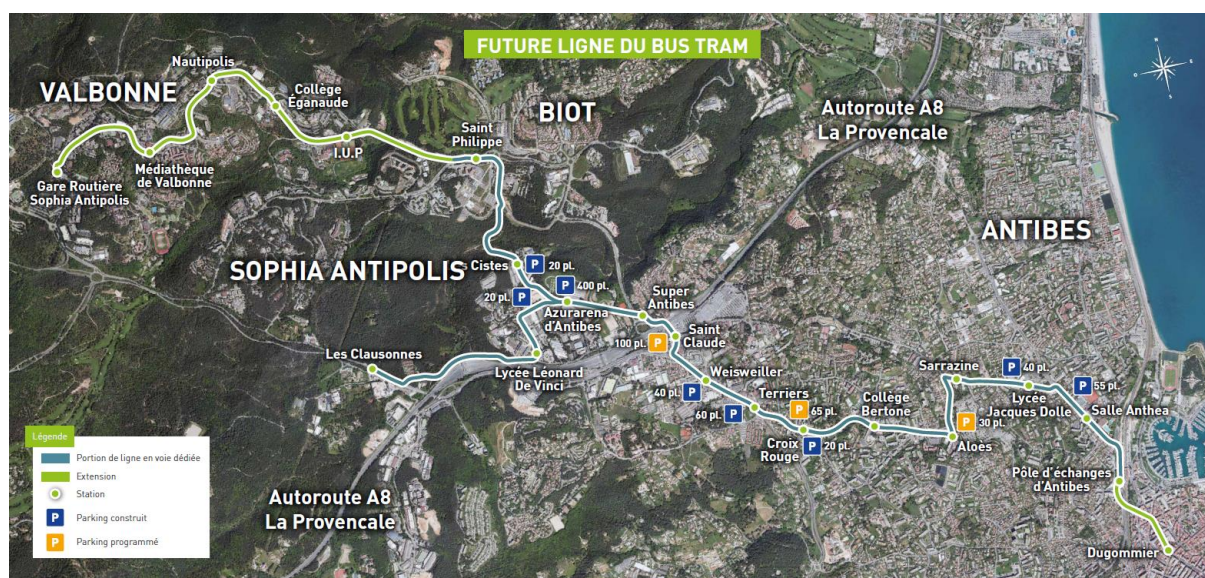 FUTURE LIGNE DU BUS TRAM
Nautipolis
VALBONNE
Collège
Éganaude
BIOT
Autoroute A8
La Provencale
Saint
Philippe
I.U.P
Médiathèque
de Valbonne
Gare Routière
Sophia Antipolis
ANTIBES
SOPHIA ANTIPOLIS
Cistes
P 20 pl.
P 400 pl.
20 pl. P
Azurarena
d'Antibes
Super
Antibes
Saint
Claude
100 pl. P
Les Clausonnes
Lycée Léonard
De Vinci
Weisweiller
40 pl. P
Terriers
60 pl. P
P 65 pl.
Croix
Rouge
P 20 pl.
Collège
Bertone
Sarrazine
P 40 pl.
Lycée
Jacques Dolle
P 55 pl.
Salle Anthea
P 30 pl.
Aloès
Pôle d'échanges
d'Antibes
Dugommier
Autoroute A8
La Provencale
Légende
Portion de ligne en voie dédiée
Extension
Station
P Parking construit
P Parking programmé
N
E
S
O